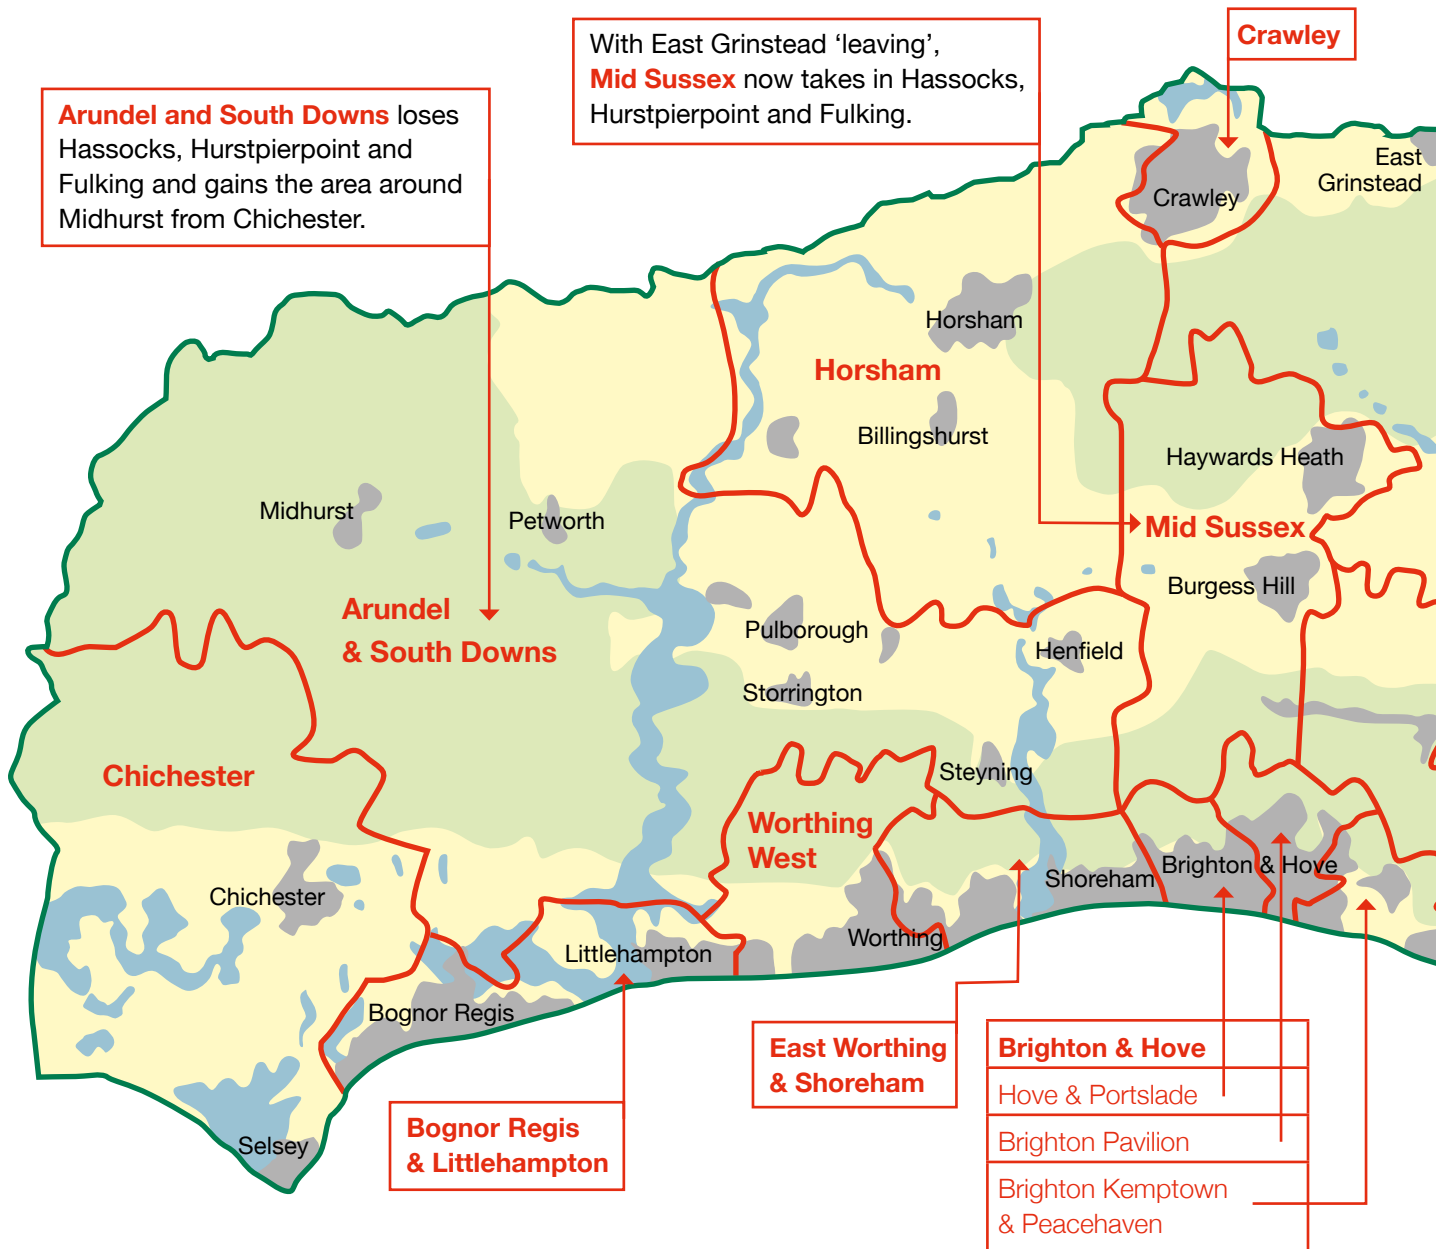 Arundel and South Downs loses
Hassocks, Hurstpierpoint and
Fulking and gains the area around
Midhurst from Chichester.
With East Grinstead ‘leaving’,
Mid Sussex now takes in Hassocks,
Hurstpierpoint and Fulking.
Crawley
East
Grinstead
Crawley
Horsham
Horsham
Billingshurst
Haywards Heath
Midhurst
Petworth
Mid Sussex
Burgess Hill
Arundel
& South Downs
Pulborough
Henfield
Storrington
Chichester
Steyning
Worthing
West
Chichester
Shoreham
Brighton & Hove
Worthing
Littlehampton
Bognor Regis
Selsey
Bognor Regis
& Littlehampton
East Worthing
& Shoreham
Brighton & Hove
Hove & Portslade
Brighton Pavilion
Brighton Kemptown
& Peacehaven